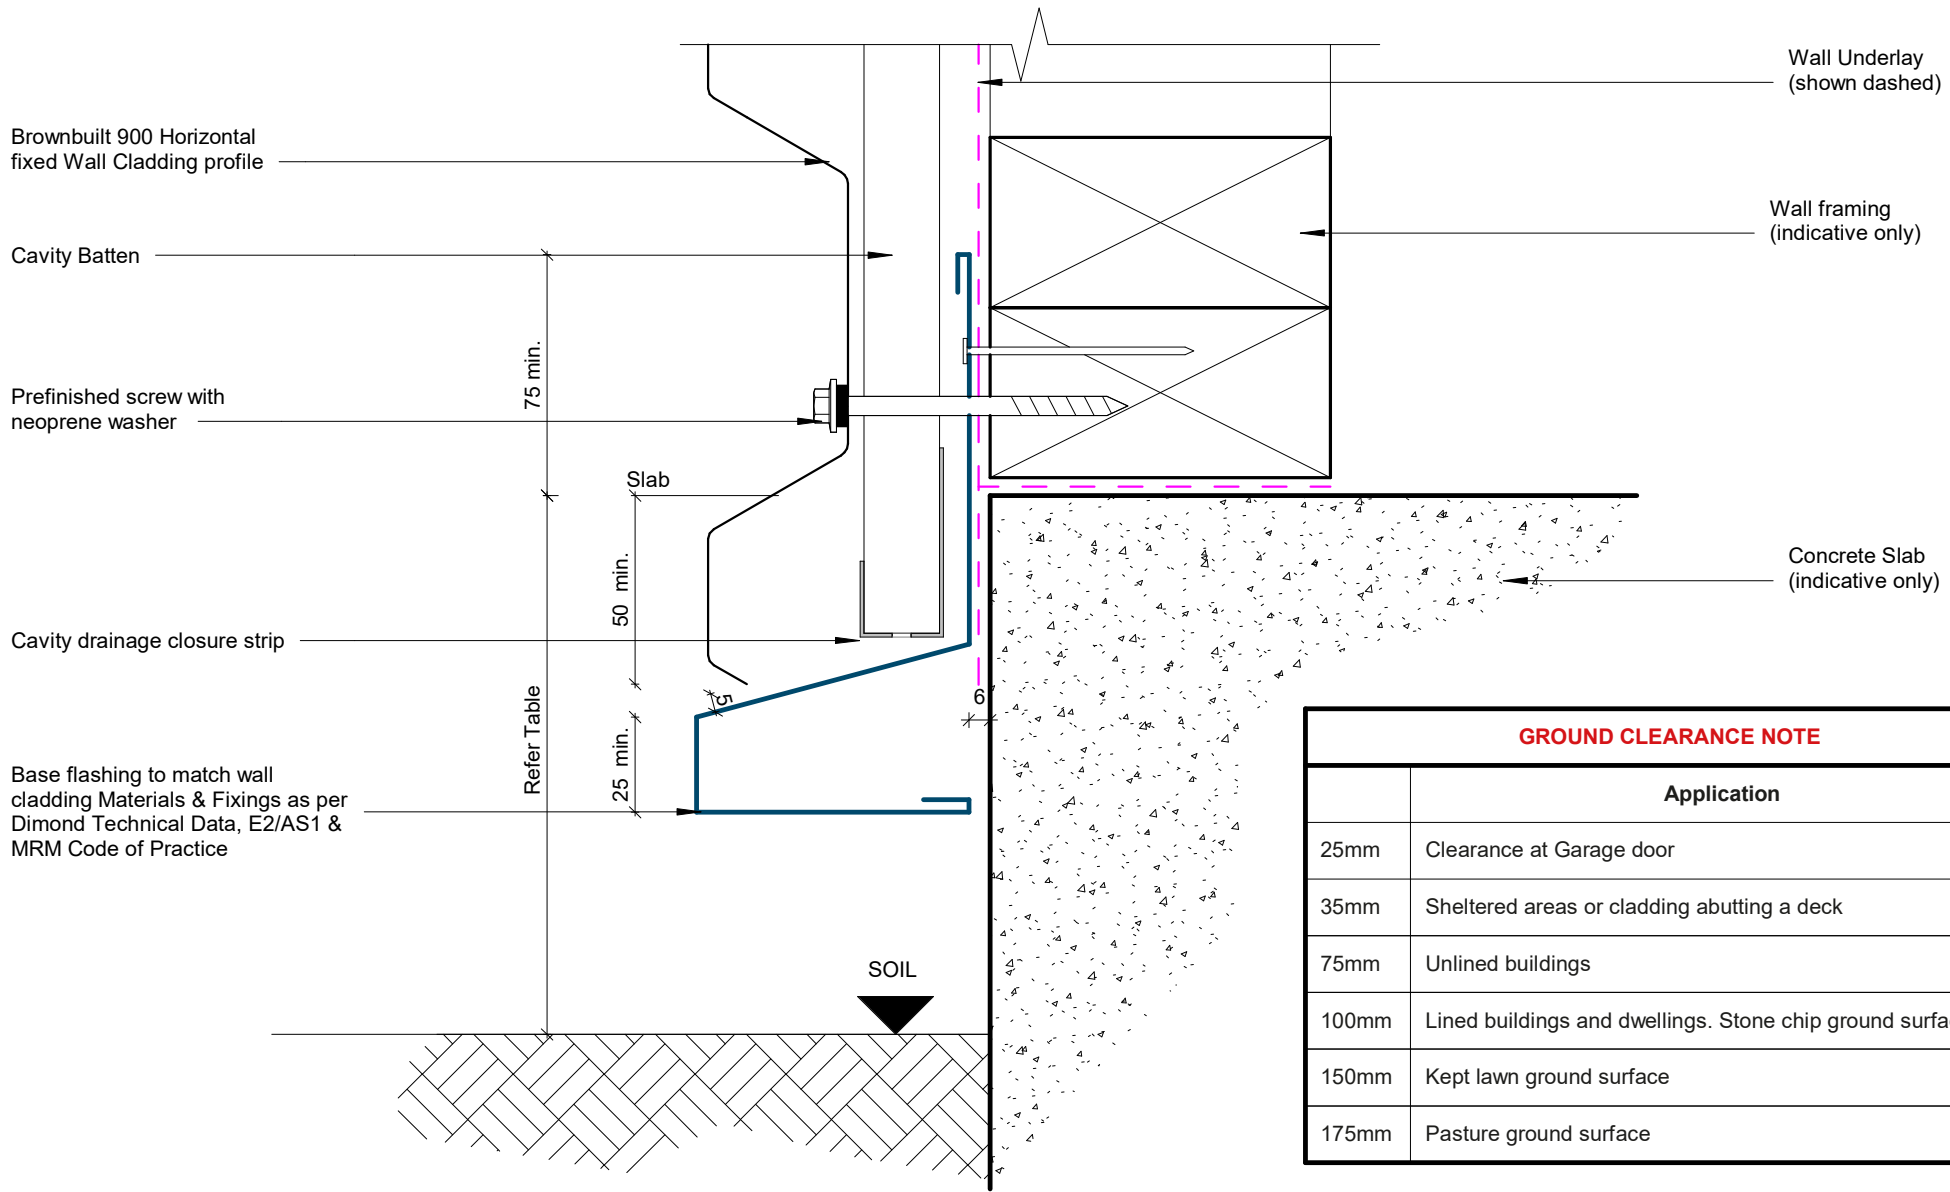 Wall Underlay
(shown dashed)
Brownbuilt 900 Horizontal
fixed Wall Cladding profile
Wall framing
(indicative only)
Cavity Batten
75 min.
Prefinished screw with
neoprene washer
Slab
50 min.
Concrete Slab
(indicative only)
Cavity drainage closure strip
5
6
Refer Table
25 min.
Base flashing to match wall
cladding Materials & Fixings as per
Dimond Technical Data, E2/AS1 &
MRM Code of Practice
SOIL
GROUND CLEARANCE NOTE
Application
25mm Clearance at Garage door
35mm Sheltered areas or cladding abutting a deck
75mm Unlined buildings
100mm Lined buildings and dwellings. Stone chip ground
150mm Kept lawn ground surface
175mm Pasture ground surface